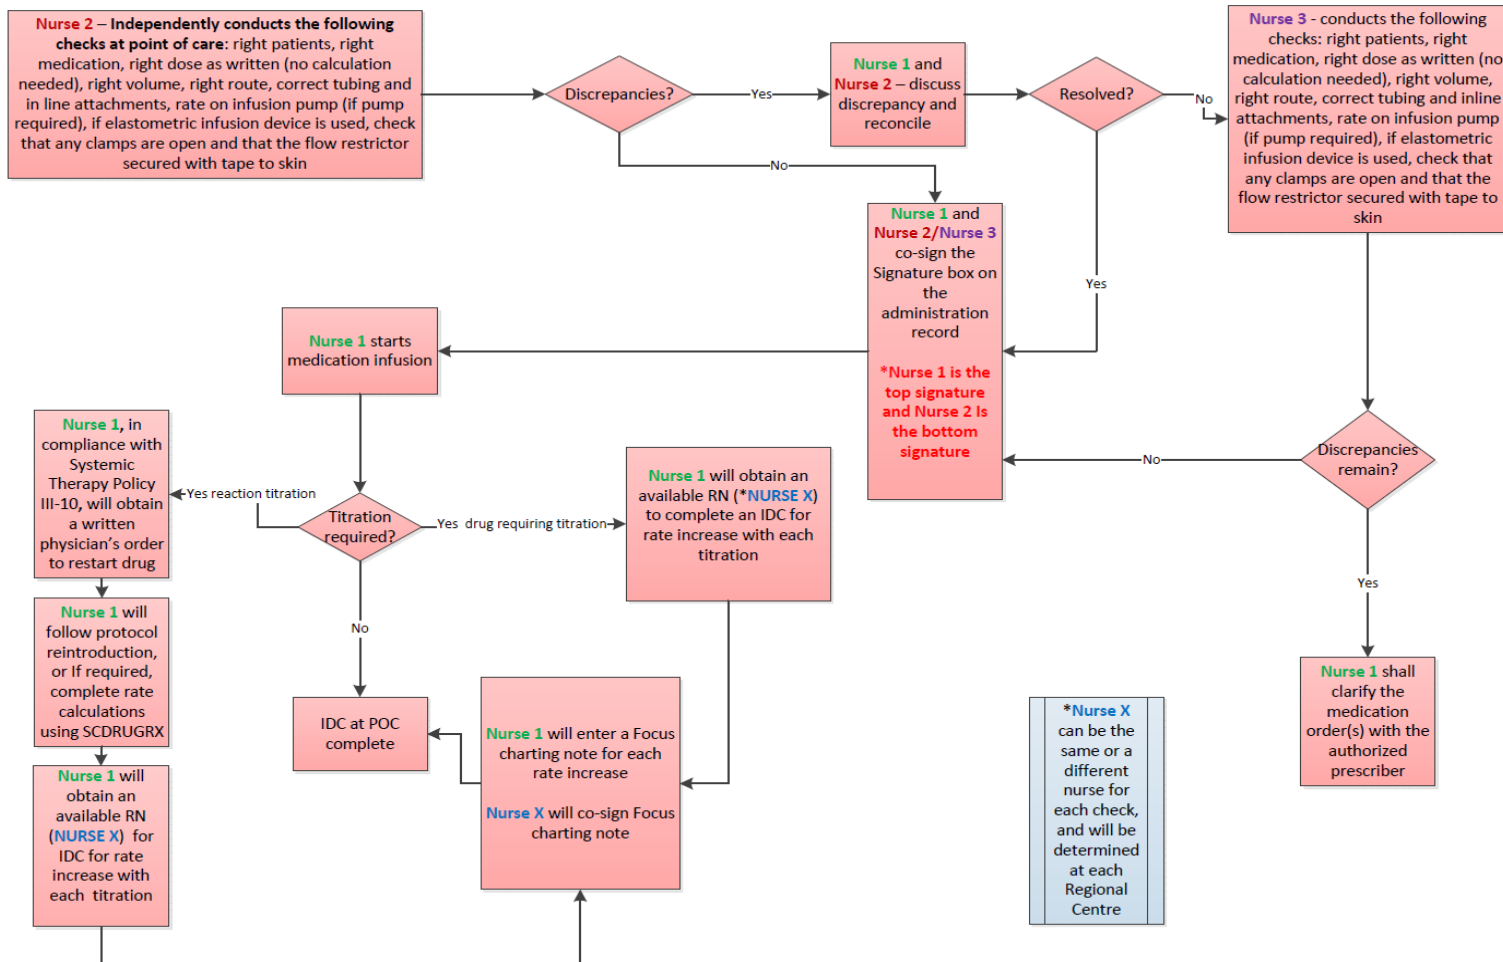 Nurse 2 – Independently conducts the following
checks at point of care: right patients, right
medication, right dose as written (no calculation
needed), right volume, right route, correct tubing and
in line attachments, rate on infusion pump (if pump
required), if elastometric infusion device is used, check
that any clamps are open and that the flow restrictor
secured with tape to skin
Discrepancies?
Yes
No
Nurse 1 and
Nurse 2 – discuss
discrepancy and
reconcile
Resolved?
No
Yes
Nurse 3 - conducts the following
checks: right patients, right
medication, right dose as written (no
calculation needed), right volume,
right route, correct tubing and inline
attachments, rate on infusion pump
(if pump required), if elastometric
infusion device is used, check that
any clamps are open and that the
flow restrictor secured with tape to
skin
Nurse 1 and
Nurse 2/Nurse 3
co-sign the
Signature box on
the
administration
record
*Nurse 1 is the
top signature
and Nurse 2 Is
the bottom
signature
Discrepancies
remain?
No
Yes
Nurse 1 shall
clarify the
medication
order(s) with the
authorized
prescriber
Nurse 1 starts
medication infusion
Titration
required?
Yes reaction titration
Yes drug requiring titration
No
Nurse 1, in
compliance with
Systemic
Therapy Policy
III-10, will obtain
a written
physician’s order
to restart drug
Nurse 1 will
follow protocol
reintroduction,
or If required,
complete rate
calculations
using SCDRUGRX
Nurse 1 will
obtain an
available RN
(NURSE X) for
IDC for rate
increase with
each titration
Nurse 1 will obtain an
available RN (*NURSE X)
to complete an IDC for
rate increase with each
titration
Nurse 1 will enter a Focus
charting note for each
rate increase
Nurse X will co-sign Focus
charting note
IDC at POC
complete
*Nurse X
can be the
same or a
different
nurse for
each check,
and will be
determined
at each
Regional
Centre